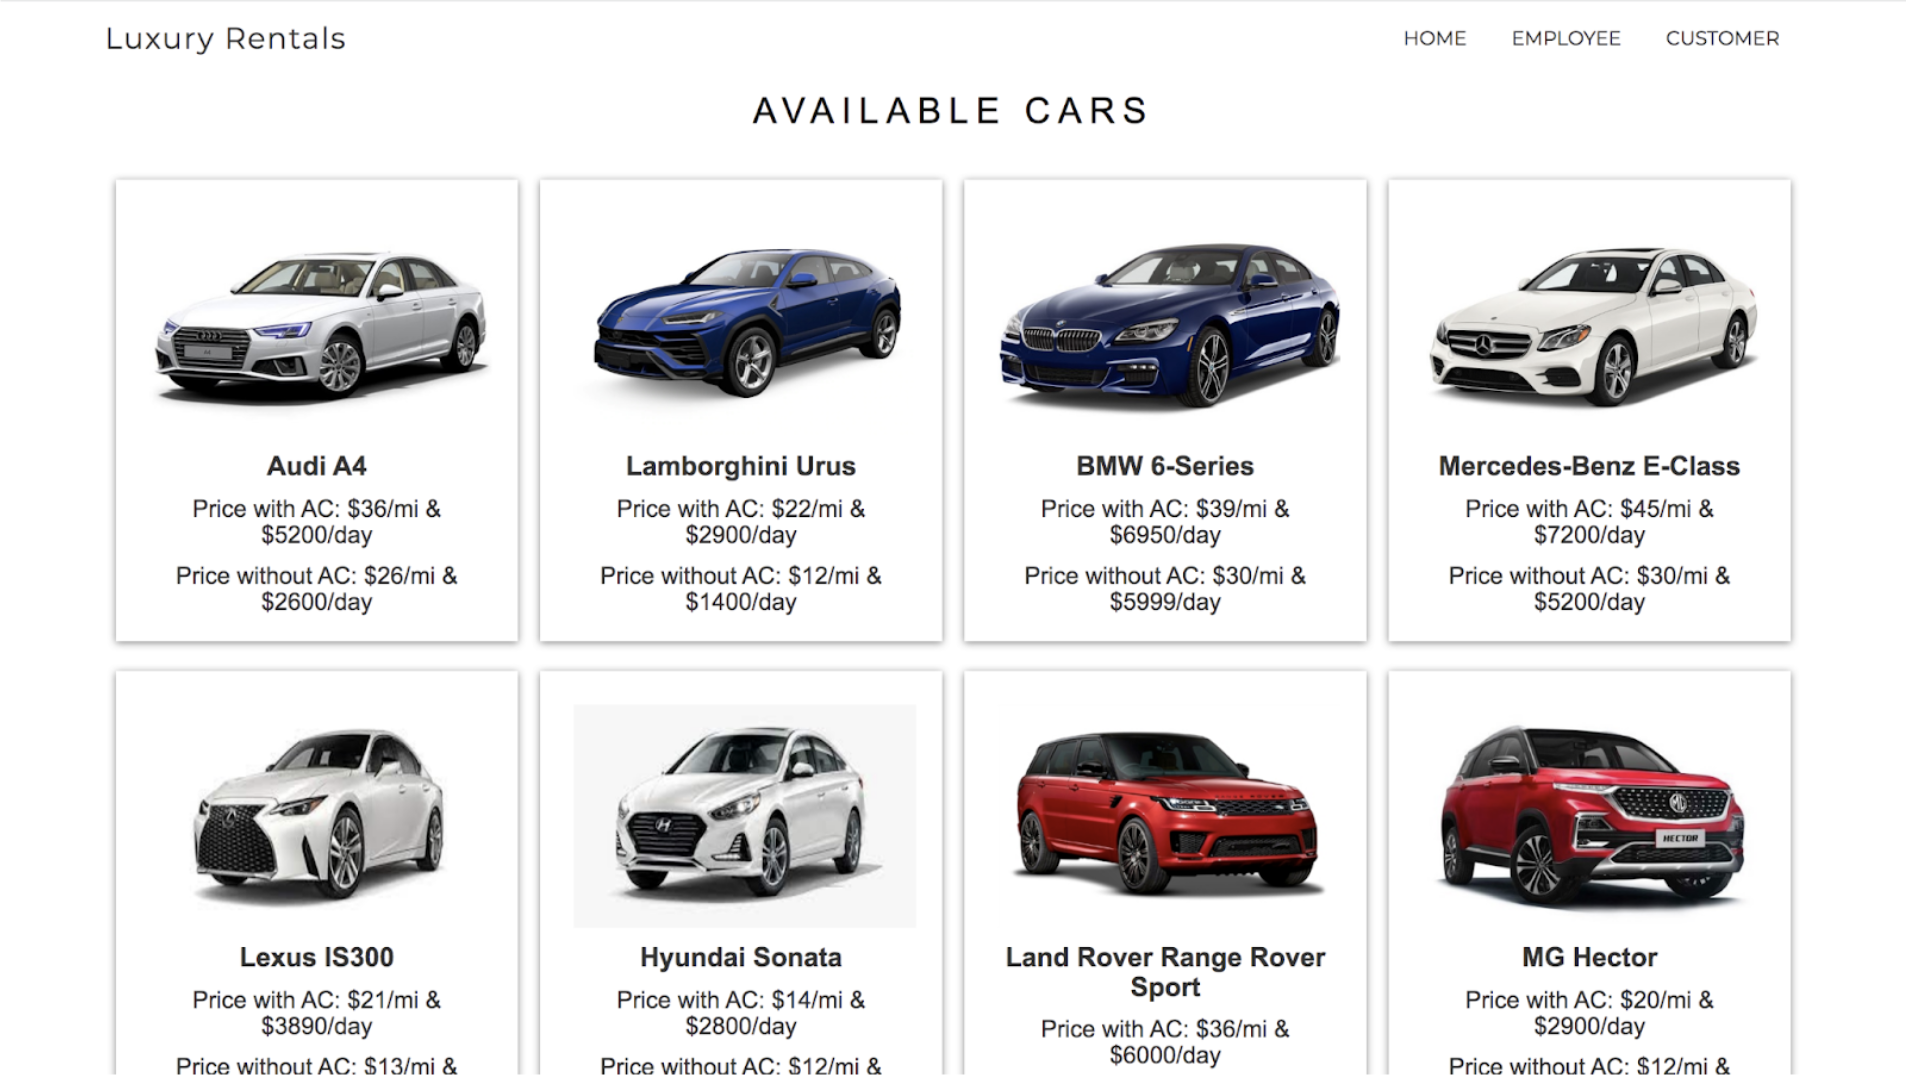 Luxury Rentals
HOME EMPLOYEE CUSTOMER
AVAILABLE CARS
Audi A4
Price with AC: $36/mi &
$5200/day
Price without AC: $26/mi &
$2600/day
Lamborghini Urus
Price with AC: $22/mi &
$2900/day
Price without AC: $12/mi &
$1400/day
BMW 6-Series
Price with AC: $39/mi &
$6950/day
Price without AC: $30/mi &
$5999/day
Mercedes-Benz E-Class
Price with AC: $45/mi &
$7200/day
Price without AC: $30/mi &
$5200/day
Lexus IS300
Price with AC: $21/mi &
$3890/day
Price without AC: $13/mi &
Hyundai Sonata
Price with AC: $14/mi &
$2800/day
Price without AC: $12/mi &
Land Rover Range Rover
Sport
Price with AC: $36/mi &
$6000/day
MG
HECTOR
MG Hector
Price with AC: $20/mi &
$2900/day
Price without AC: $12/mi &